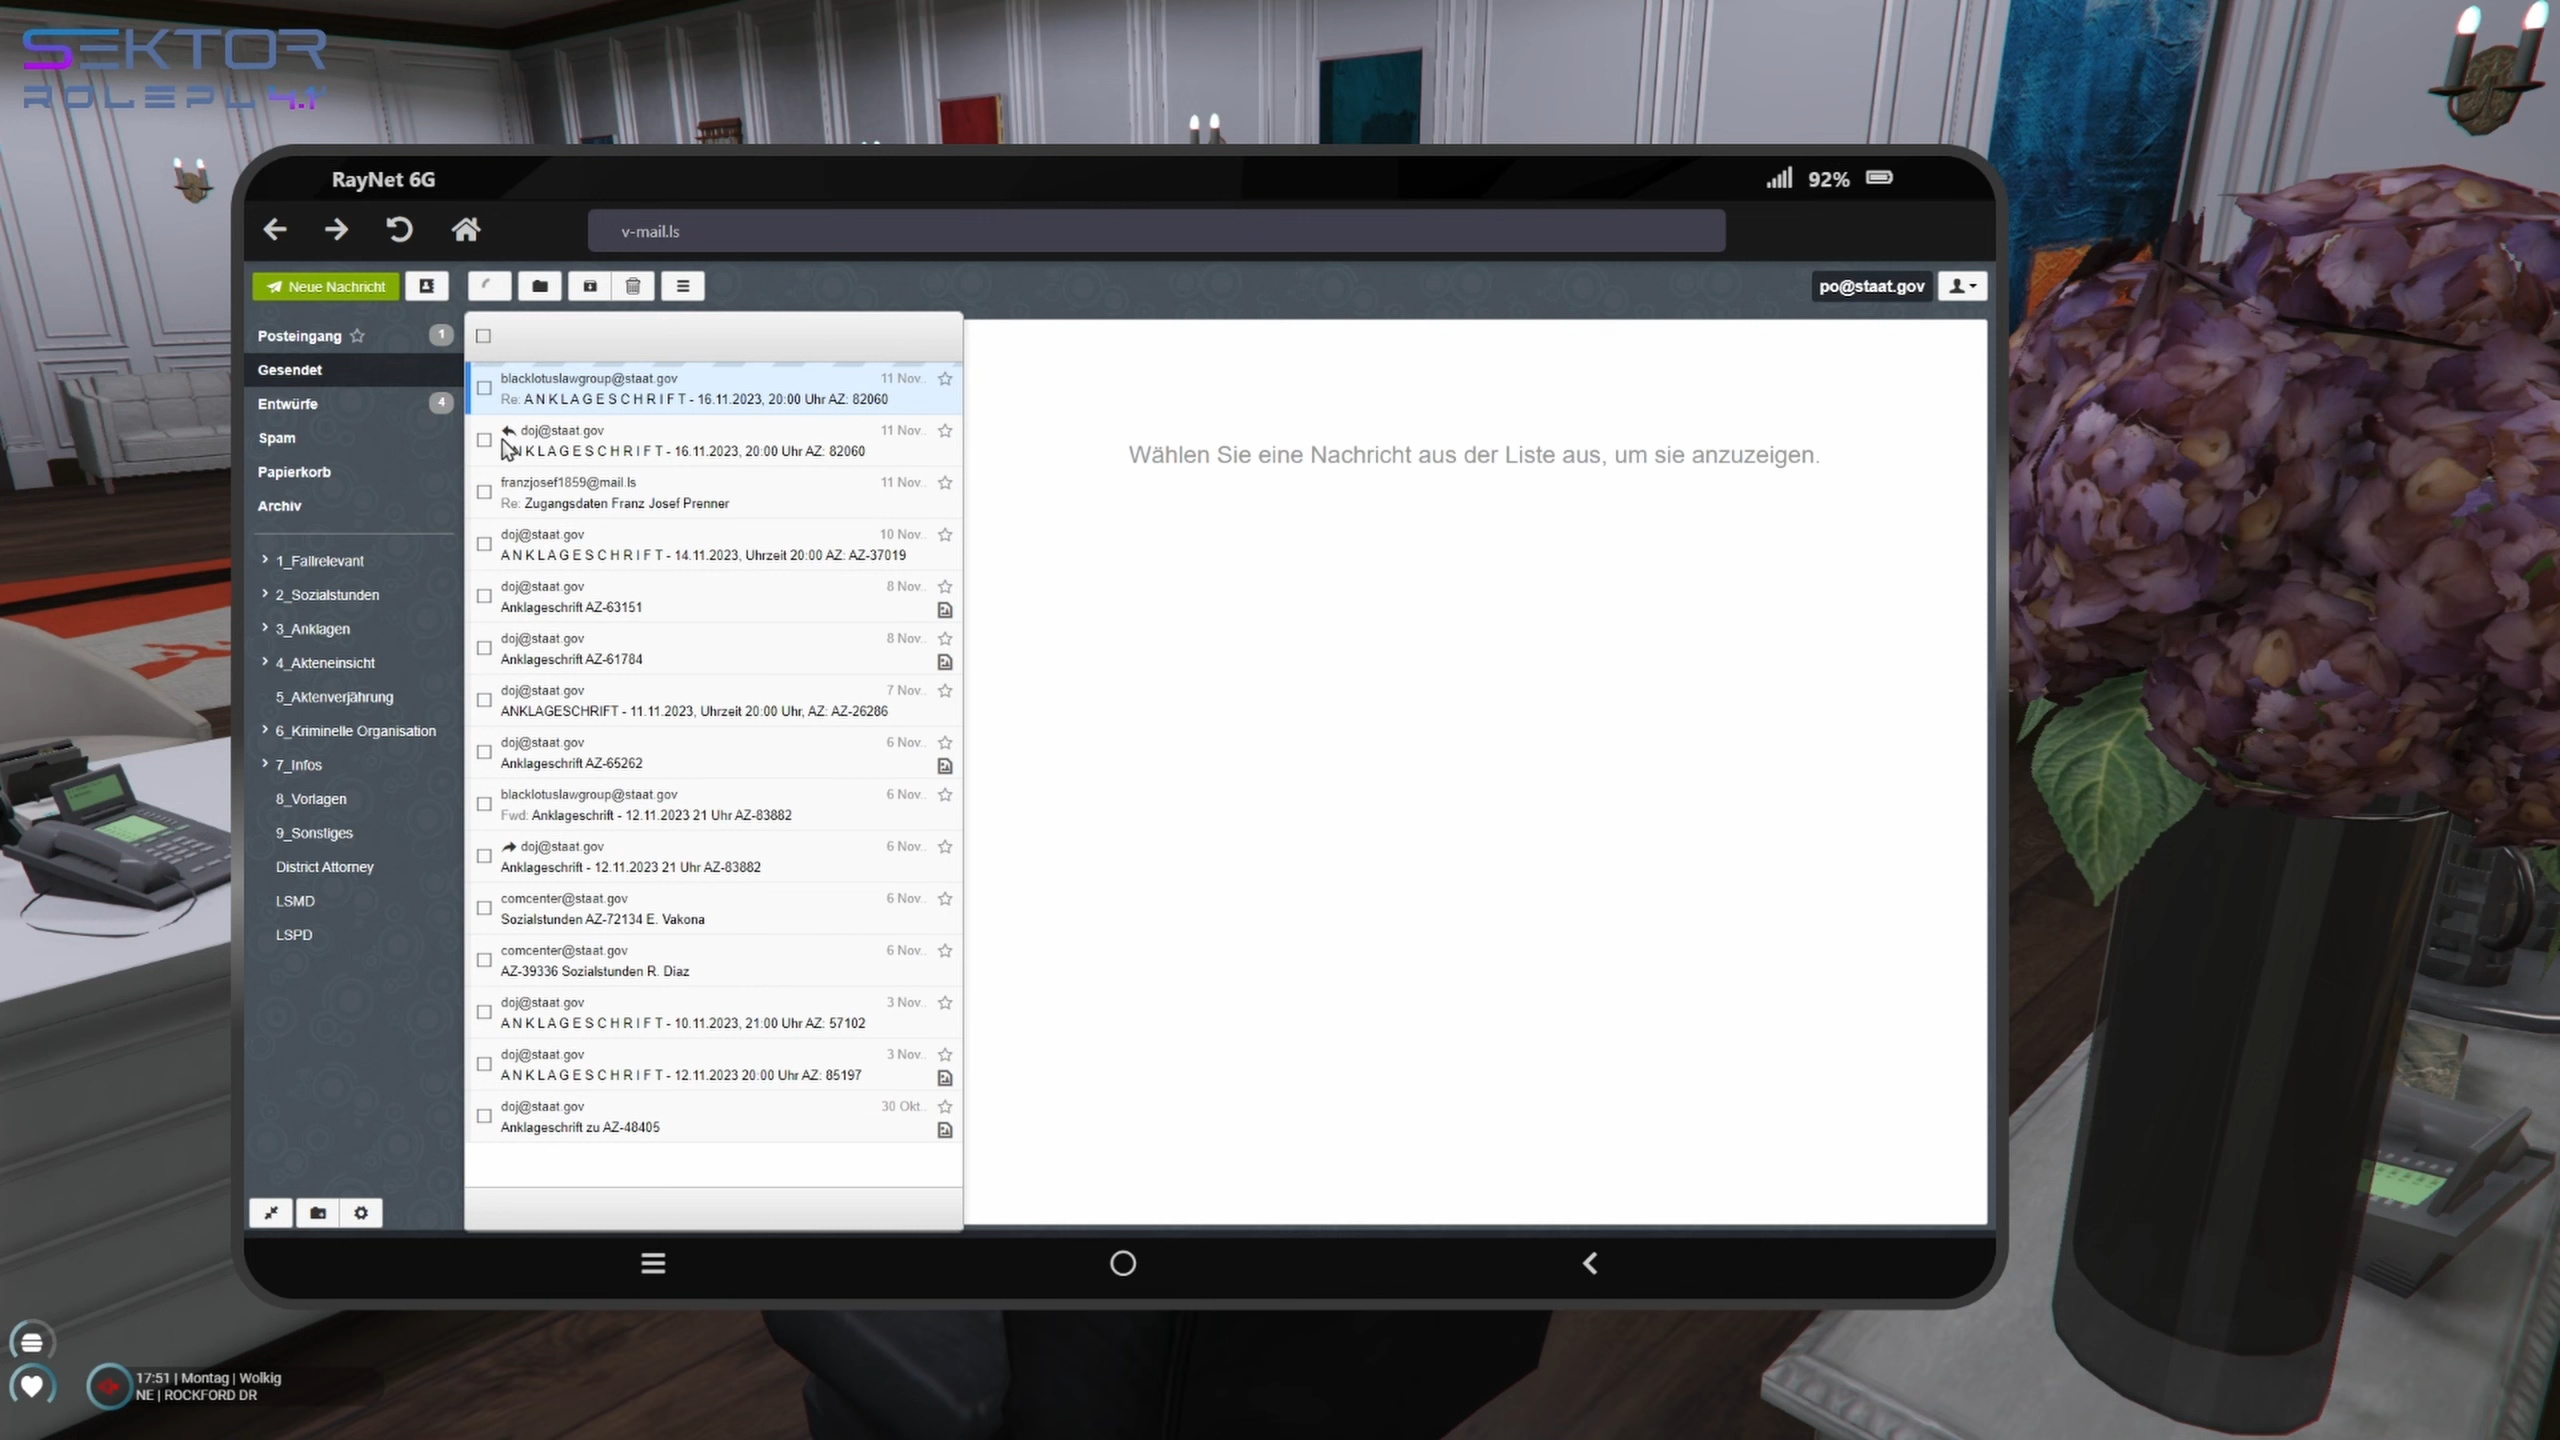 SEKTOR
ROLEPL 4.1
RayNet 6G
92%
v-mail.ls
Neue Nachricht
po@staat.gov
Posteingang
1
Gesendet
Entwürfe
4
Spam
Papierkorb
Archiv
1_Fallrelevant
2_Sozialstunden
3_Anklagen
4_Akteneinsicht
5_Aktenverjährung
6_Kriminelle Organisation
7_Infos
8_Vorlagen
9_Sonstiges
District Attorney
LSMD
LSPD
blacklotuslawgroup@staat.gov 11 Nov..
Re: A N K L A G E S C H R I F T - 16.11.2023, 20:00 Uhr AZ: 82060
doj@staat.gov 11 Nov..
N K L A G E S C H R I F T - 16.11.2023, 20:00 Uhr AZ: 82060
franzjosef1859@mail.ls 11 Nov..
Re: Zugangsdaten Franz Josef Prenner
doj@staat.gov 10 Nov..
A N K L A G E S C H R I F T - 14.11.2023, Uhrzeit 20:00 AZ: AZ-37019
doj@staat.gov 8 Nov..
Anklageschrift AZ-63151
doj@staat.gov 8 Nov..
Anklageschrift AZ-61784
doj@staat.gov 7 Nov..
ANKLAGESCHRIFT - 11.11.2023, Uhrzeit 20:00 Uhr, AZ: AZ-26286
doj@staat.gov 6 Nov..
Anklageschrift AZ-65262
blacklotuslawgroup@staat.gov 6 Nov..
Fwd: Anklageschrift - 12.11.2023 21 Uhr AZ-83882
doj@staat.gov 6 Nov..
Anklageschrift - 12.11.2023 21 Uhr AZ-83882
comcenter@staat.gov 6 Nov..
Sozialstunden AZ-72134 E. Vakona
comcenter@staat.gov 6 Nov..
AZ-39336 Sozialstunden R. Diaz
doj@staat.gov 3 Nov..
A N K L A G E S C H R I F T - 10.11.2023, 21:00 Uhr AZ: 57102
doj@staat.gov 3 Nov..
A N K L A G E S C H R I F T - 12.11.2023 20:00 Uhr AZ: 85197
doj@staat.gov 30 Okt..
Anklageschrift zu AZ-48405
Wählen Sie eine Nachricht aus der Liste aus, um sie anzuzeigen.
17:51 | Montag | Wolkig
NE | ROCKFORD DR